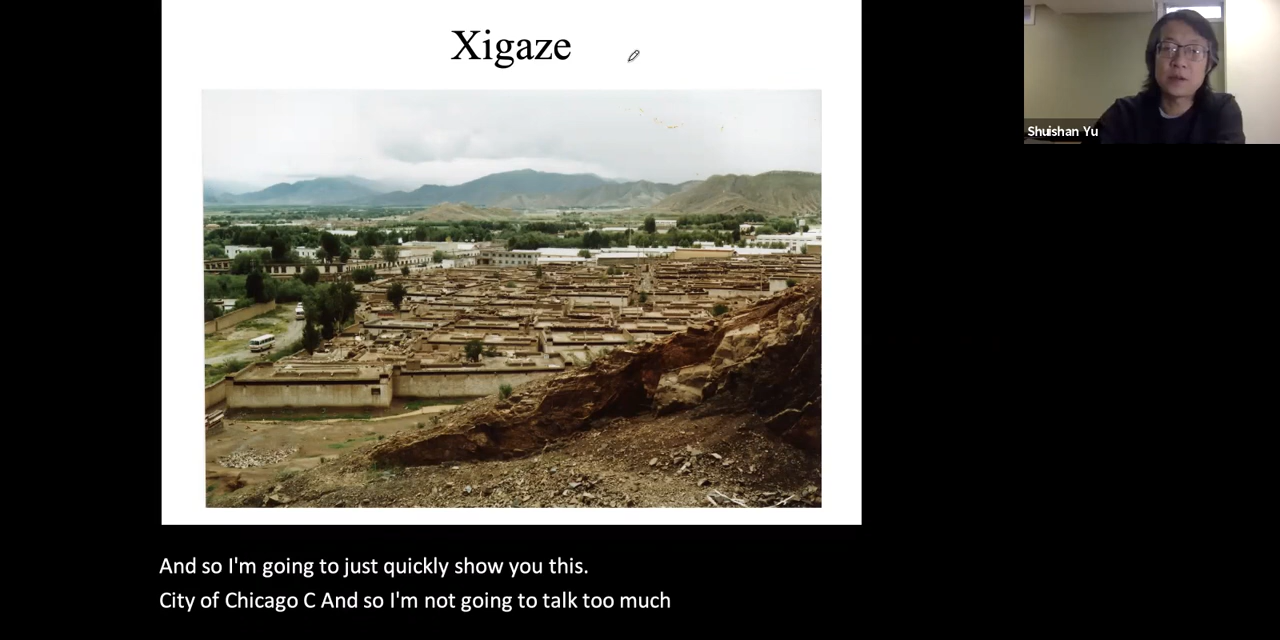 Xigaze
Shuishan Yu
And so I'm going to just quickly show you this.
City of Chicago C And so I'm not going to talk too much